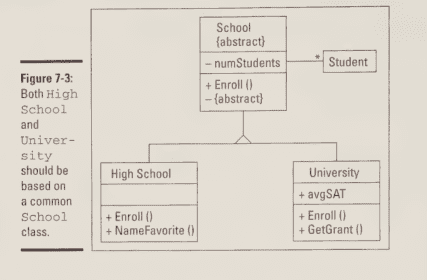 Figure 7-3:
Both High
School
and
Univer-
sity
should be
based on
a common
School
class.
School
{abstract}
– numStudents
+ Enroll ()
– {abstract}
*
Student
High School
+ Enroll ()
+ NameFavorite ()
University
+ avgSAT
+ Enroll ()
+ GetGrant ()